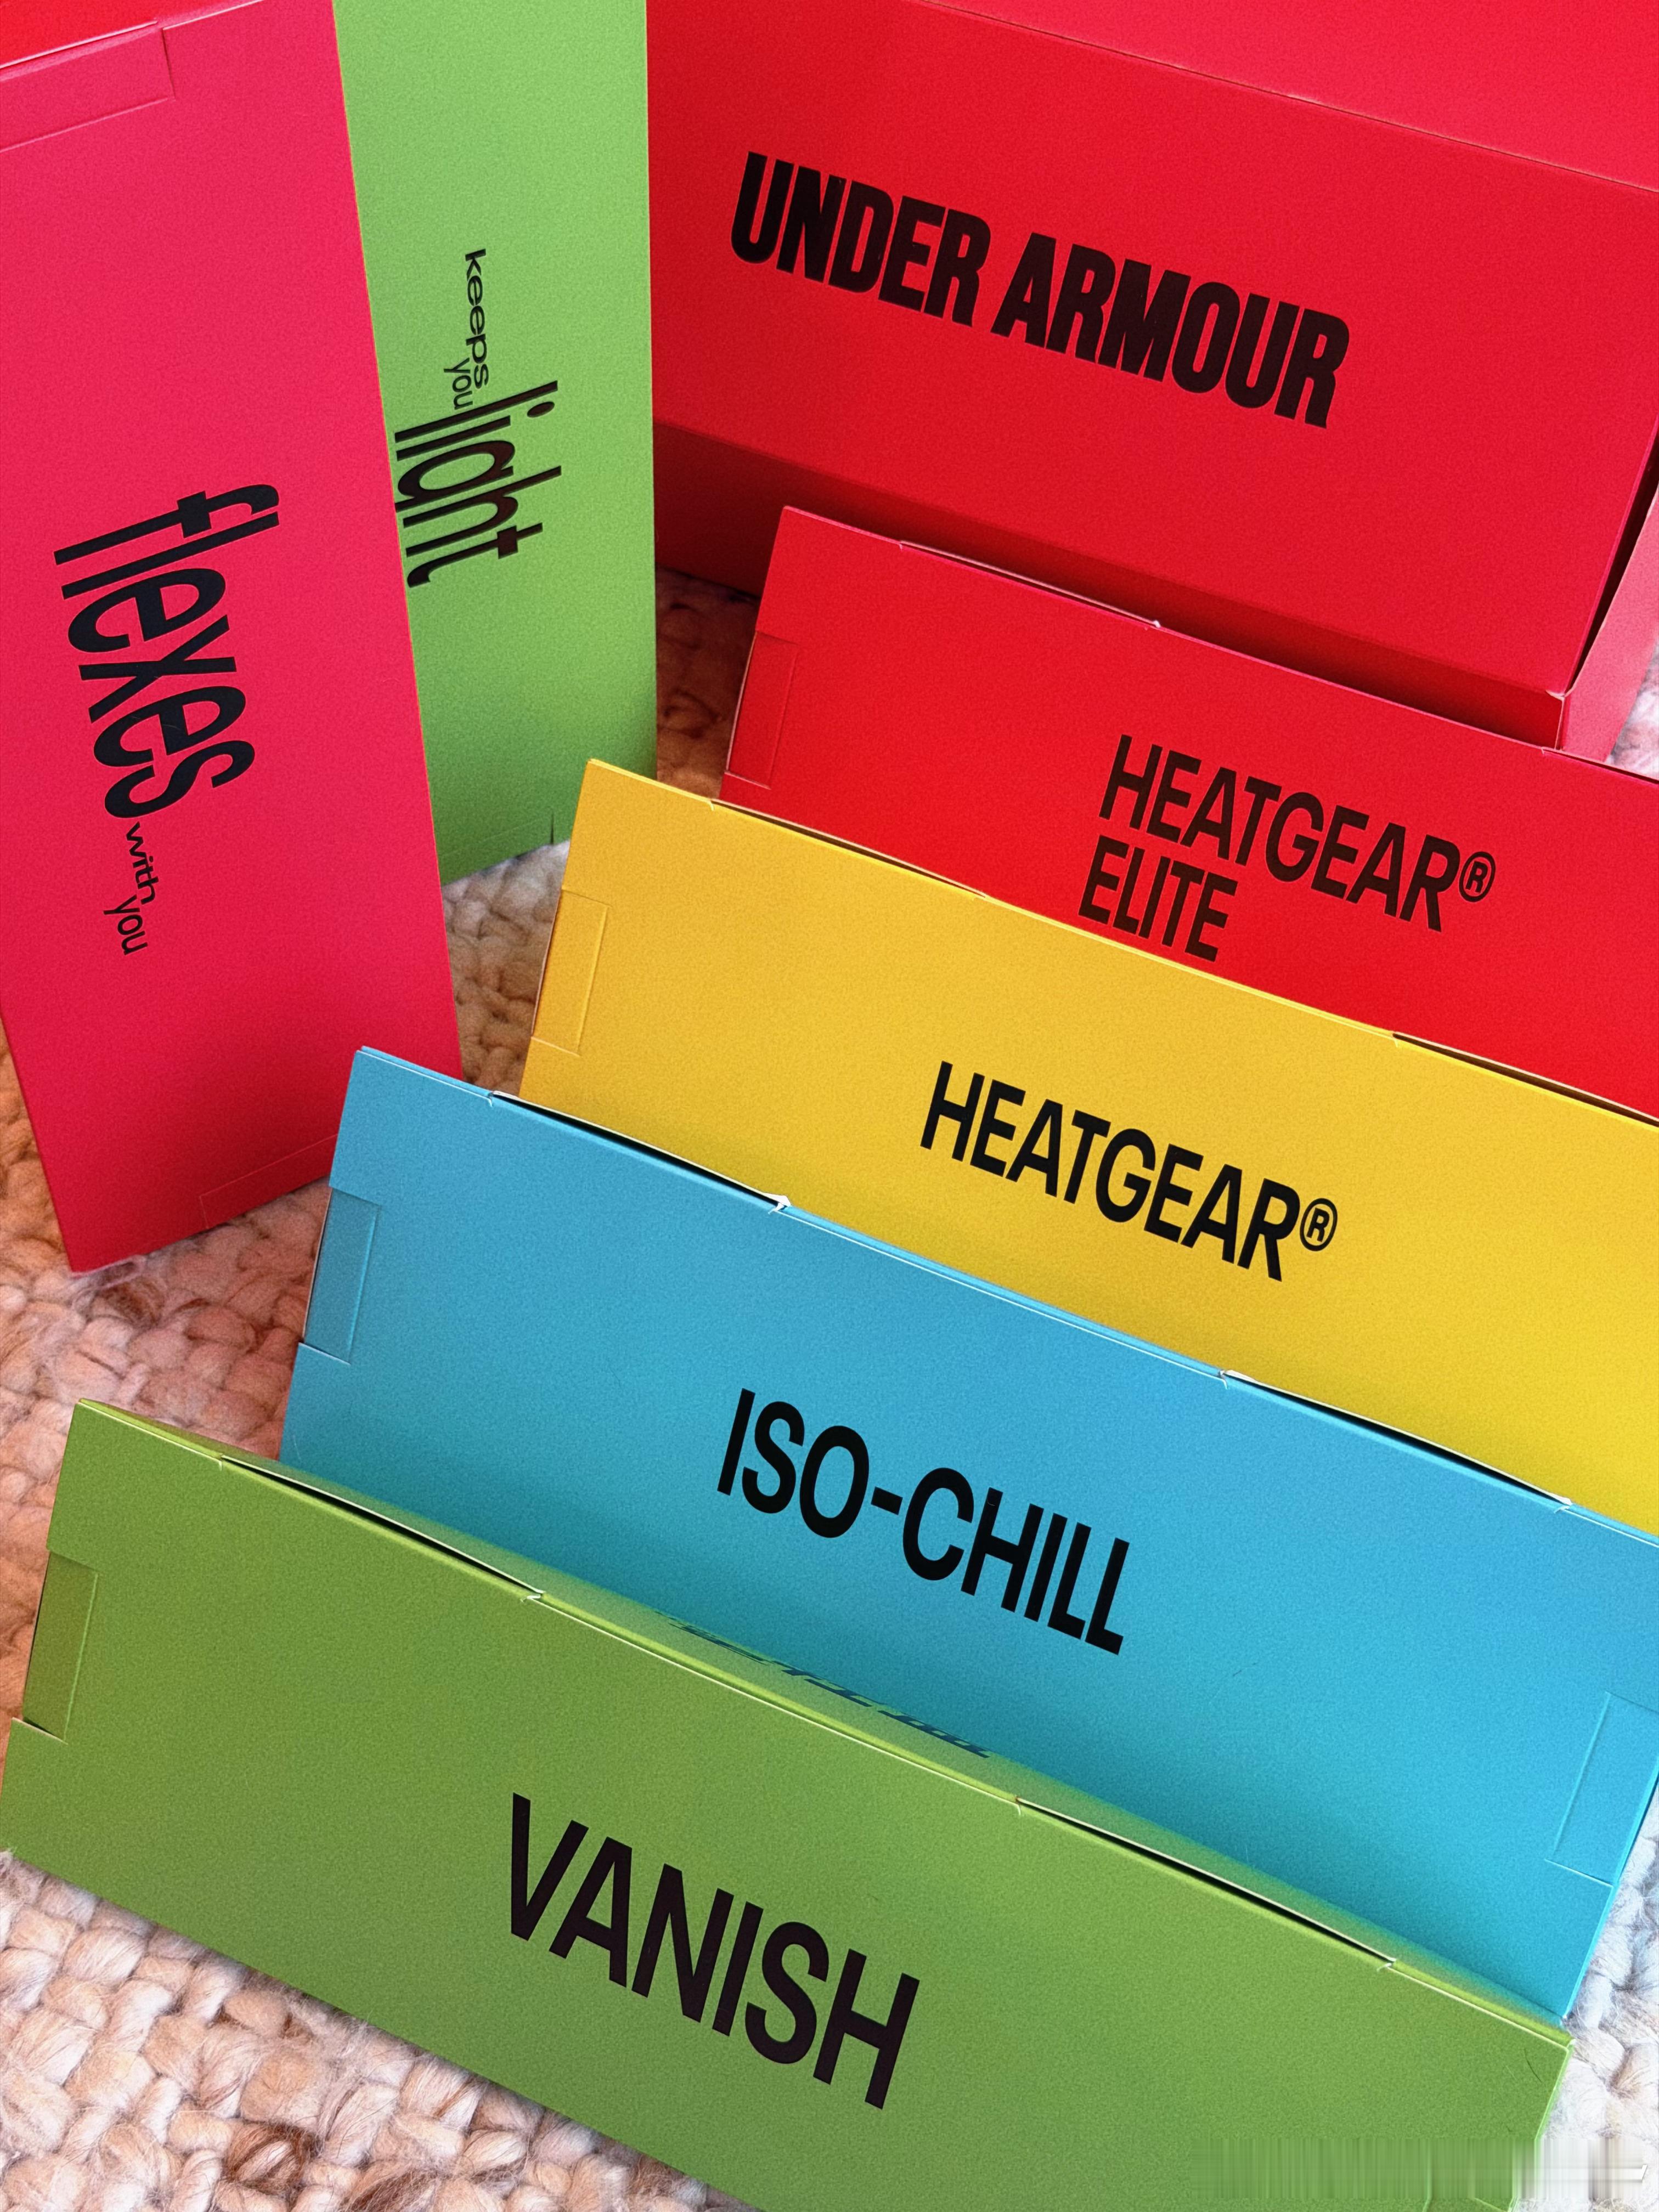 UNDER ARMOUR
keeps you
light
flexes
with you
HEATGEAR®
ELITE
HEATGEAR®
ISO-CHILL
VANISH